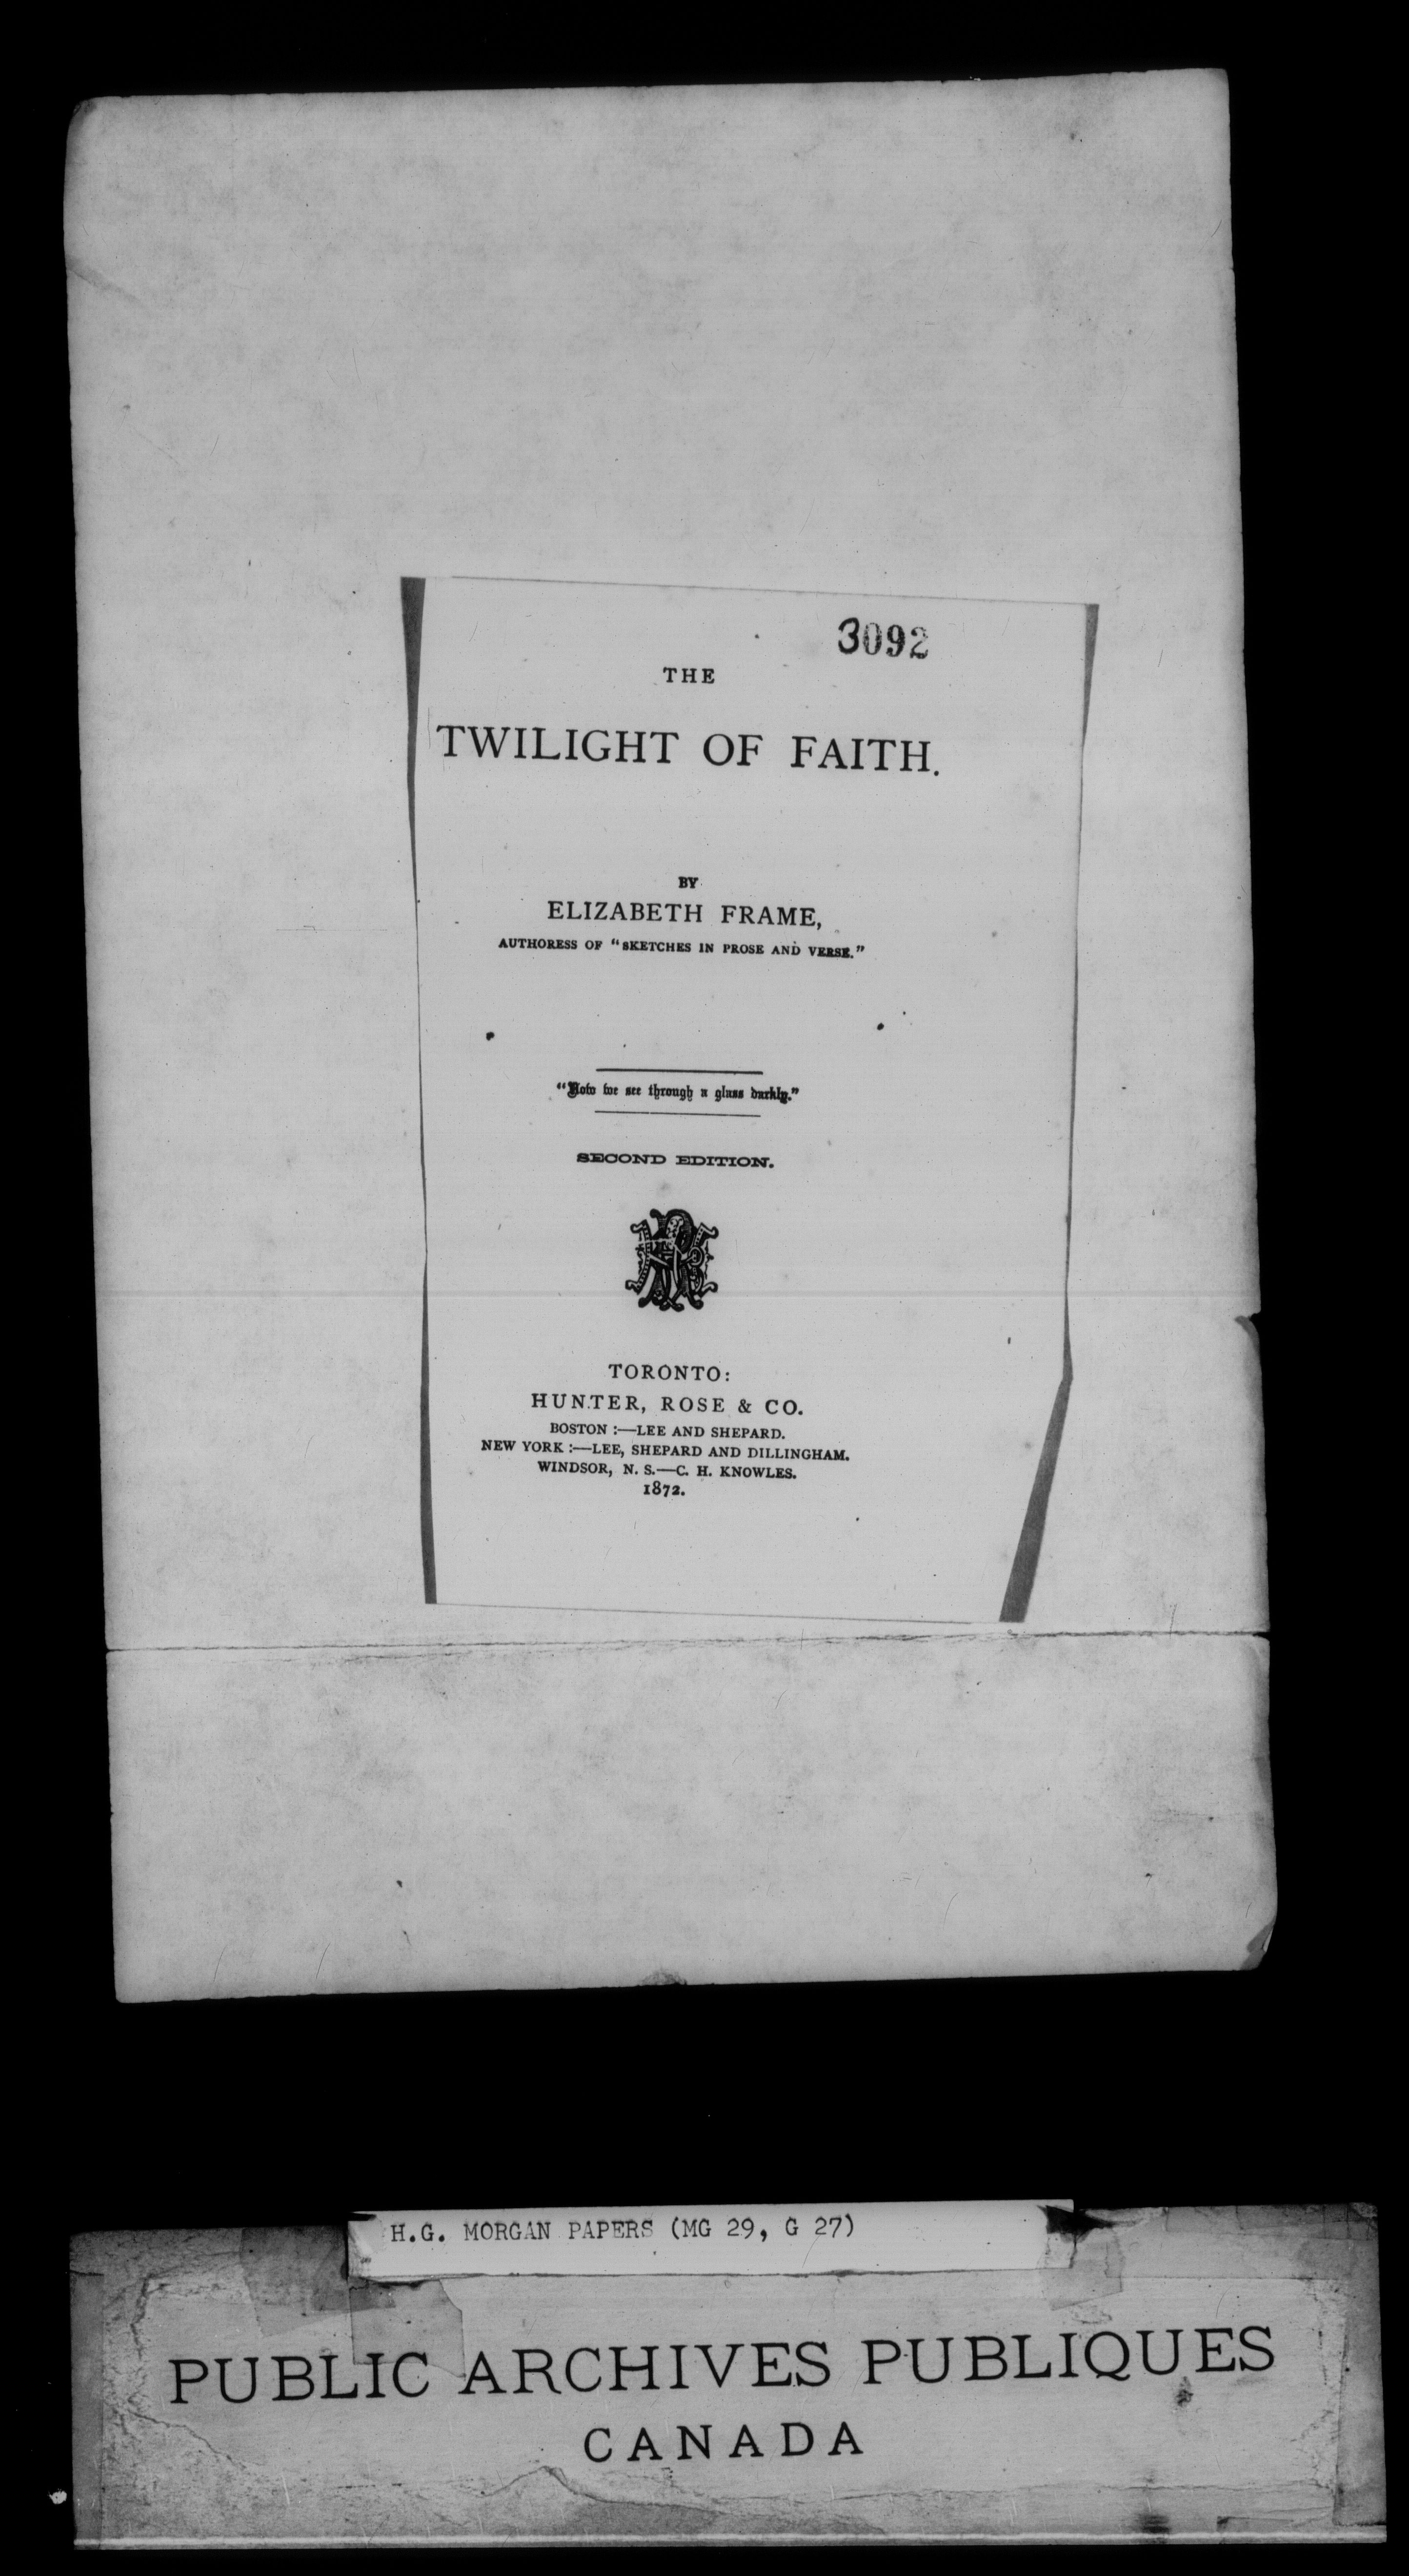 3092
THE
TWILIGHT OF FAITH.
BY
ELIZABETH FRAME,
AUTHORESS OF "SKETCHES IN PROSE AND VERSE."
"Now we see through a glass darkly."
SECOND EDITION.
TORONTO:
HUNTER, ROSE & CO.
BOSTON :—LEE AND SHEPARD.
NEW YORK :—LEE, SHEPARD AND DILLINGHAM.
WINDSOR, N. S.—C. H. KNOWLES.
1872.
H.G. MORGAN PAPERS (MG 29, G 27)
PUBLIC ARCHIVES PUBLIQUES
CANADA